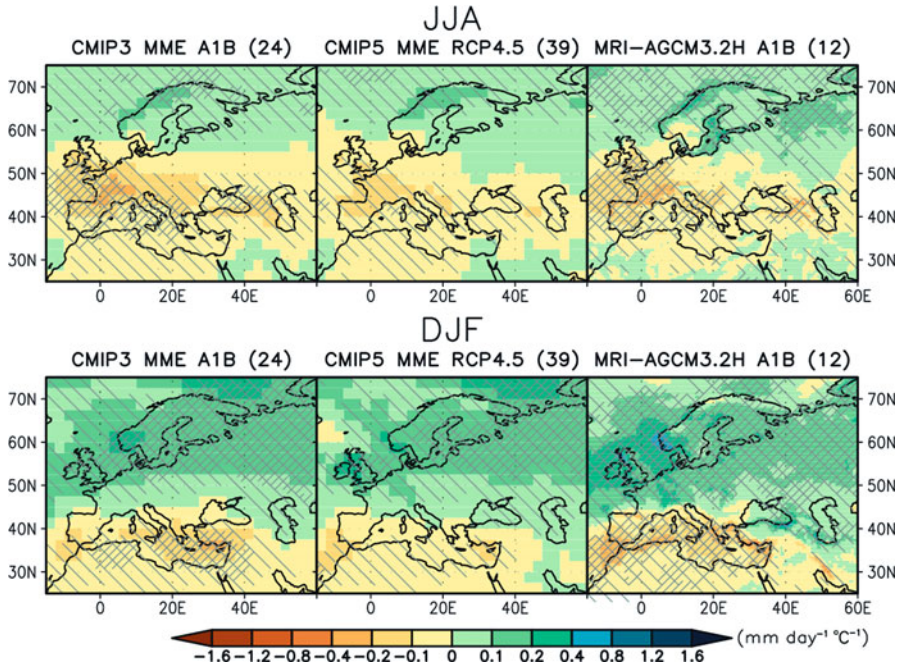 JJA
CMIP3 MME A1B (24) CMIP5 MME RCP4.5 (39) MRI-AGCM3.2H A1B (12)
70N 70N
60N 60N
50N 50N
40N 40N
30N 30N
0 20E 40E 0 20E 40E 0 20E 40E 60E
DJF
CMIP3 MME A1B (24) CMIP5 MME RCP4.5 (39) MRI-AGCM3.2H A1B (12)
70N 70N
60N 60N
50N 50N
40N 40N
30N 30N
0 20E 40E 0 20E 40E 0 20E 40E 60E
(mm day⁻¹ °C⁻¹)
-1.6 -1.2 -0.8 -0.4 -0.2 -0.1 0 0.1 0.2 0.4 0.8 1.2 1.6